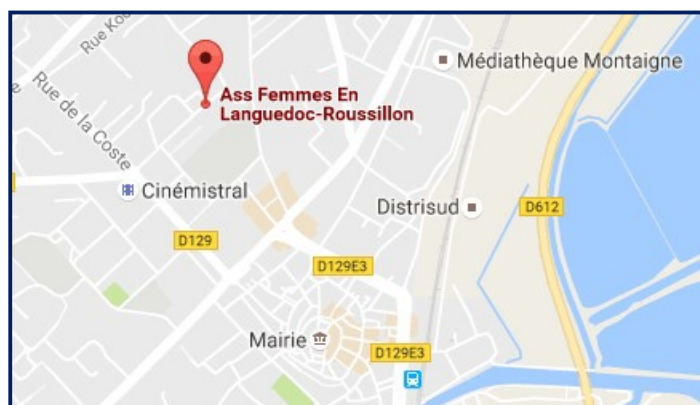 Rue Koe
Rue de la Coste
Ass Femmes En
Languedoc-Roussillon
Médiathèque Montaigne
Cinémistral
Distrisud
D612
D129
D129E3
Mairie
D129E3